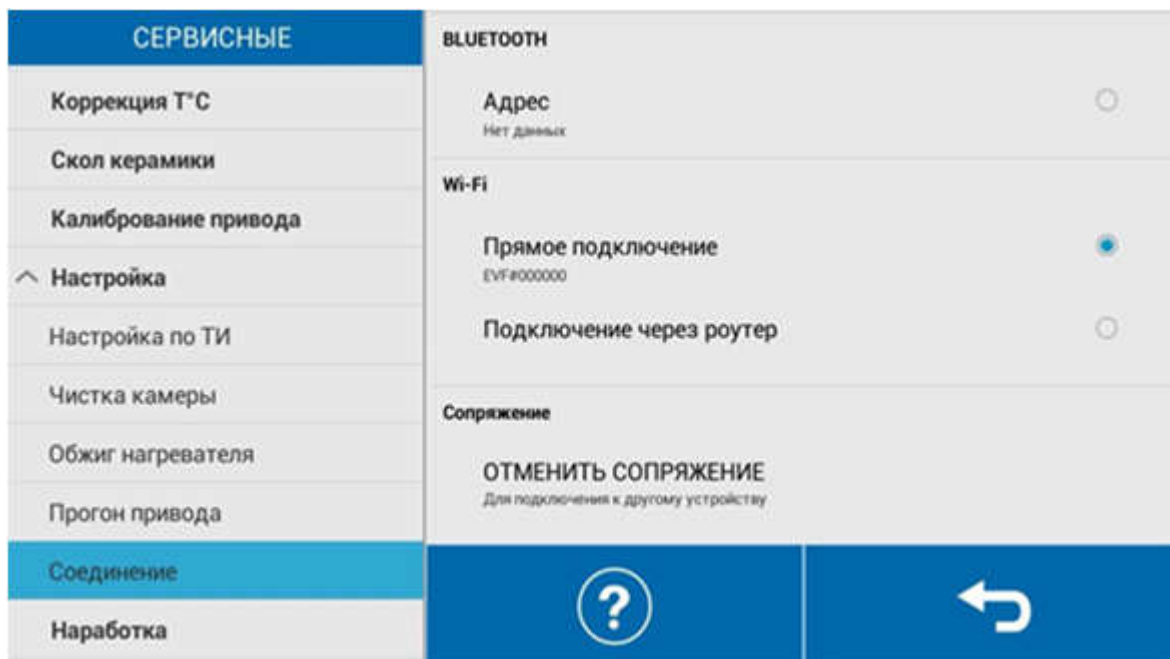 СЕРВИСНЫЕ
Коррекция Т°С
Скол керамики
Калибрование привода
Настройка
Настройка по ТИ
Чистка камеры
Обжиг нагревателя
Прогон привода
Соединение
Наработка
BLUETOOTH
Адрес
Нет данных
Wi-Fi
Прямое подключение
EVF#000000
Подключение через роутер
Сопряжение
ОТМЕНИТЬ СОПРЯЖЕНИЕ
Для подключения к другому устройству
?